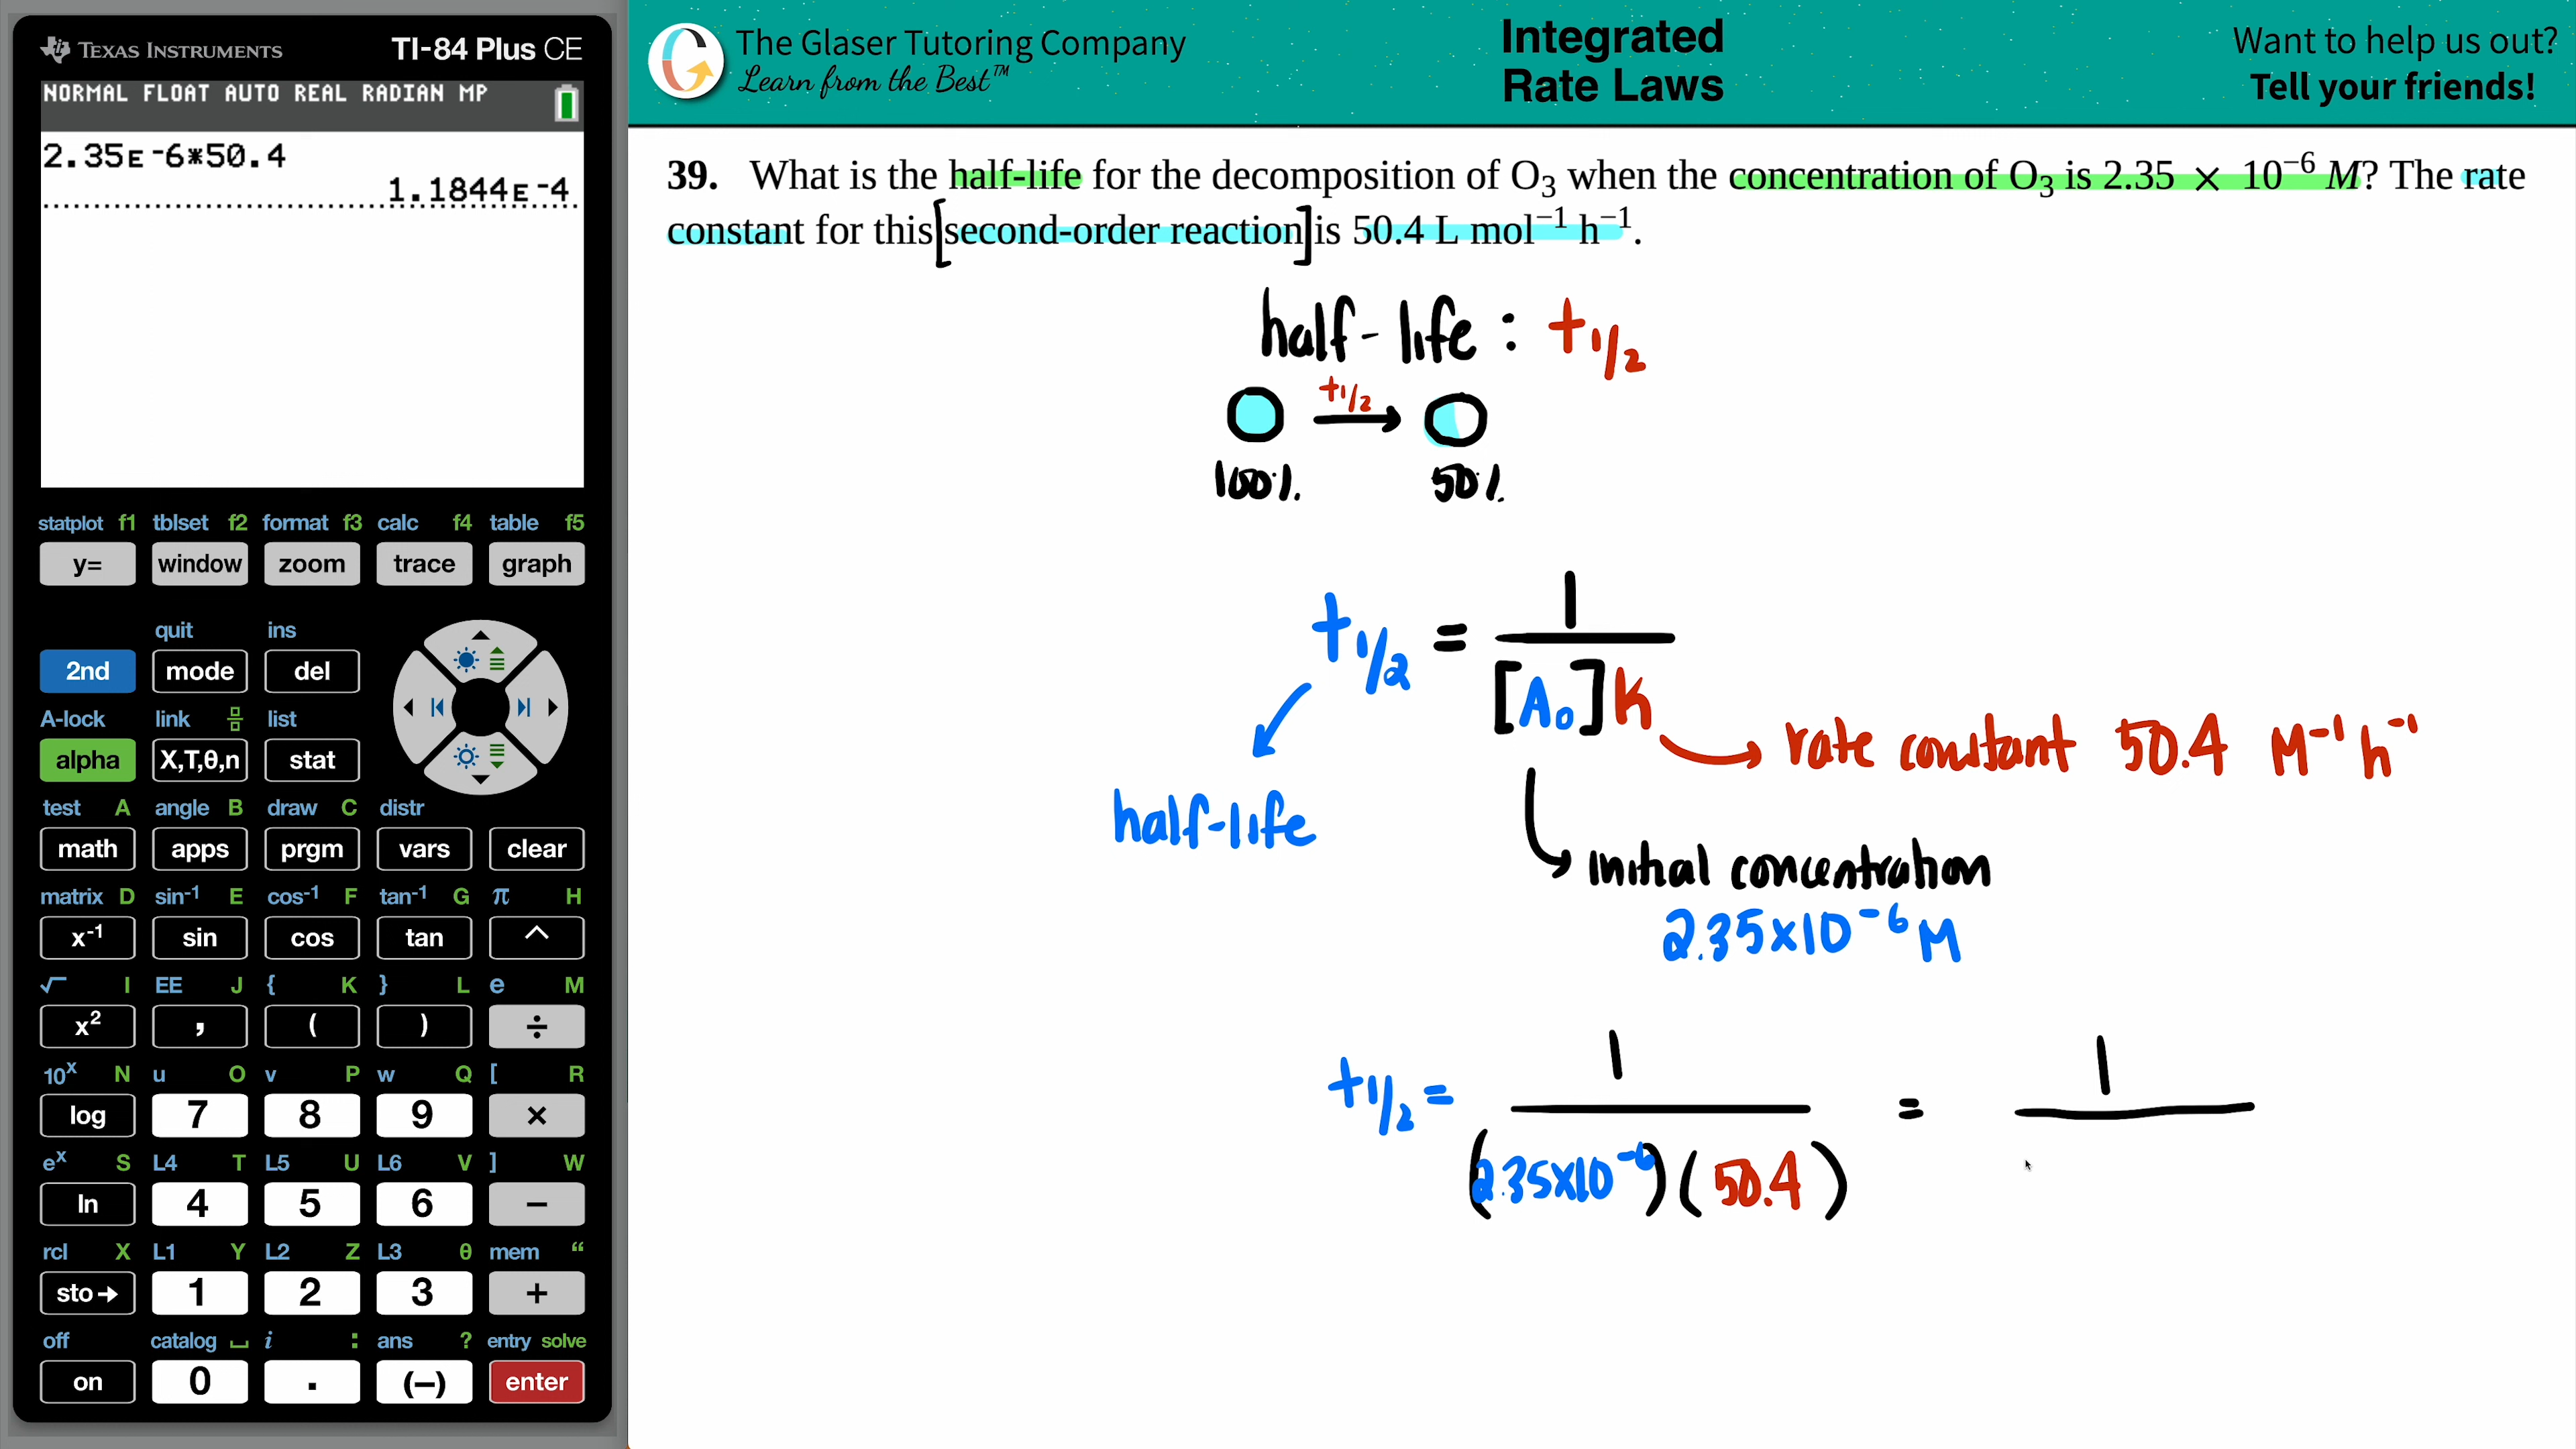 TEXAS INSTRUMENTS TI-84 Plus CE
NORMAL FLOAT AUTO REAL RADIAN MP
2.35E-6*50.4
1.1844E-4
statplot f1 tblset f2 format f3 calc f4 table f5
y= window zoom trace graph
quit ins
2nd mode del
A-lock link list
alpha X,T,θ,n stat
test A angle B draw C distr
math apps prgm vars clear
matrix D sin⁻¹ E cos⁻¹ F tan⁻¹ G π H
x⁻¹ sin cos tan ^
√ I EE J { K } L e M
x² , ( ) ÷
10ˣ N u O v P w Q [ R
log 7 8 9 ×
eˣ S L4 T L5 U L6 V ] W
ln 4 5 6 −
rcl X L1 Y L2 Z L3 θ mem “
sto→ 1 2 3 +
off catalog ⎵ i : ans ? entry solve
on 0 . (−) enter
The Glaser Tutoring Company
Learn from the Best™
Integrated
Rate Laws
Want to help us out?
Tell your friends!
39. What is the half-life for the decomposition of O₃ when the concentration of O₃ is 2.35 × 10⁻⁶ M? The rate
constant for this [second-order reaction] is 50.4 L mol⁻¹ h⁻¹.
half-life : t1/2
t1/2
100% 50%
t1/2 = 1
[A₀]k
rate constant 50.4 M⁻¹h⁻¹
half-life
initial concentration
2.35x10⁻⁶ M
t1/2 = 1 = 1
(2.35x10⁻⁶)(50.4)